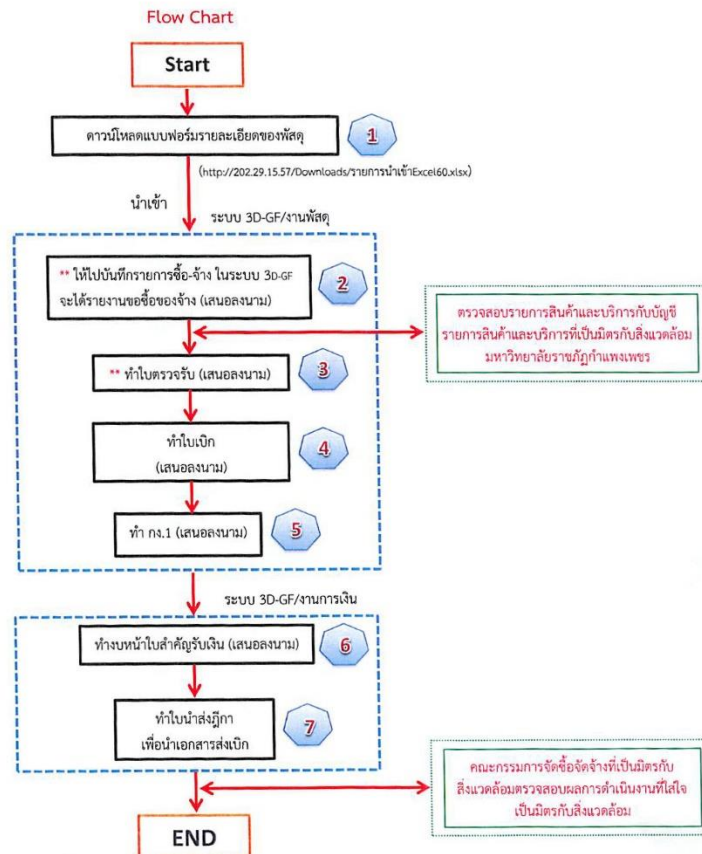 Flow Chart
Start
ดาวน์โหลดแบบฟอร์มรายละเอียดของพัสดุ
1
(http://202.29.15.57/Downloads/รายการนำเข้าExcel60.xlsx)
นำเข้า
ระบบ 3D-GF/งานพัสดุ
** ให้ไปบันทึกรายการซื้อ-จ้าง ในระบบ 3D-GF
จะได้รายงานขอซื้อของจ้าง (เสนอลงนาม)
2
ตรวจสอบรายการสินค้าและบริการกับบัญชี
รายการสินค้าและบริการที่เป็นมิตรกับสิ่งแวดล้อม
มหาวิทยาลัยราชภัฏกำแพงเพชร
** ทำใบตรวจรับ (เสนอลงนาม)
3
ทำใบเบิก
(เสนอลงนาม)
4
ทำ กง.1 (เสนอลงนาม)
5
ระบบ 3D-GF/งานการเงิน
ทำงบหน้าใบสำคัญรับเงิน (เสนอลงนาม)
6
ทำใบนำส่งฎีกา
เพื่อนำเอกสารส่งเบิก
7
คณะกรรมการจัดซื้อจัดจ้างที่เป็นมิตรกับ
สิ่งแวดล้อมตรวจสอบผลการดำเนินงานที่ใส่ใจ
เป็นมิตรกับสิ่งแวดล้อม
END